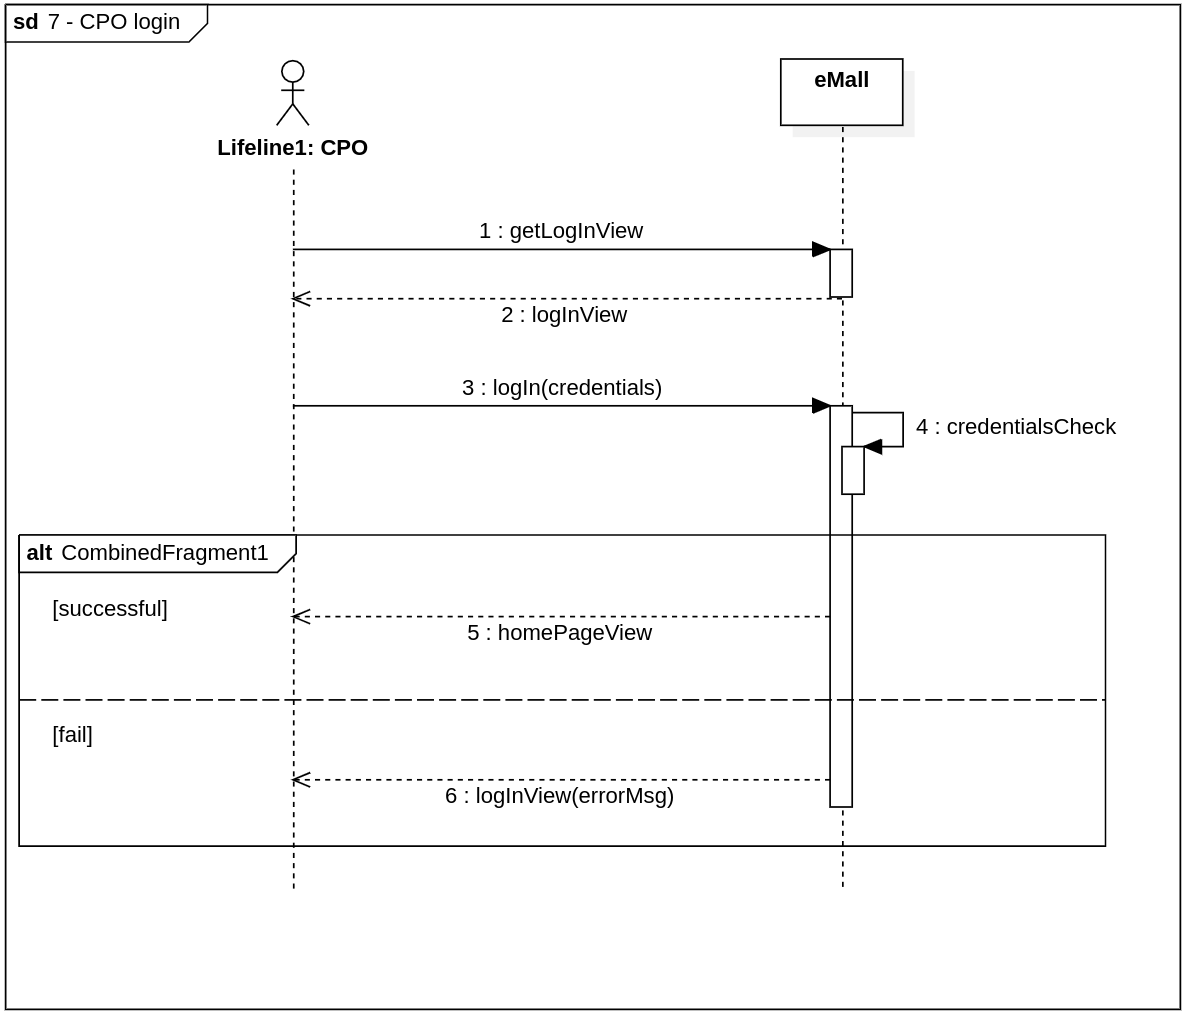 sd 7 - CPO login
eMall
Lifeline1: CPO
1 : getLogInView
2 : logInView
3 : logIn(credentials)
4 : credentialsCheck
alt CombinedFragment1
[successful]
5 : homePageView
[fail]
6 : logInView(errorMsg)